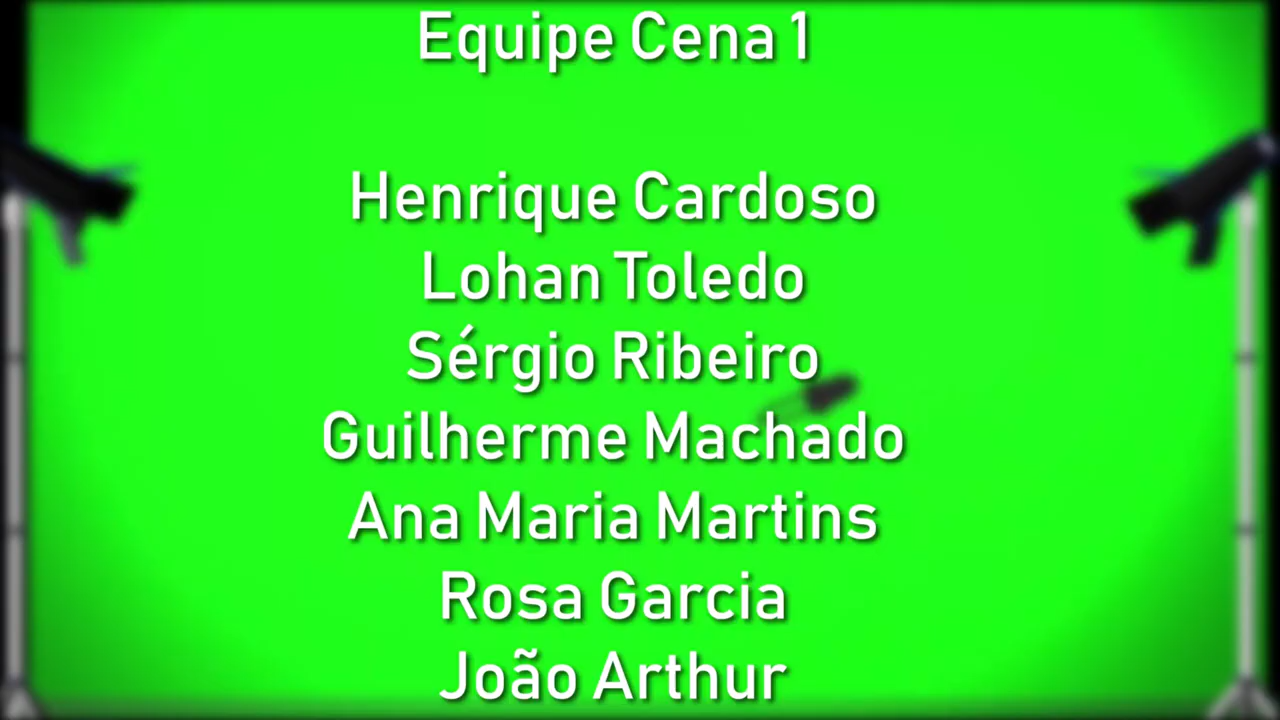 Equipe Cena 1
Henrique Cardoso
Lohan Toledo
Sérgio Ribeiro
Guilherme Machado
Ana Maria Martins
Rosa Garcia
João Arthur